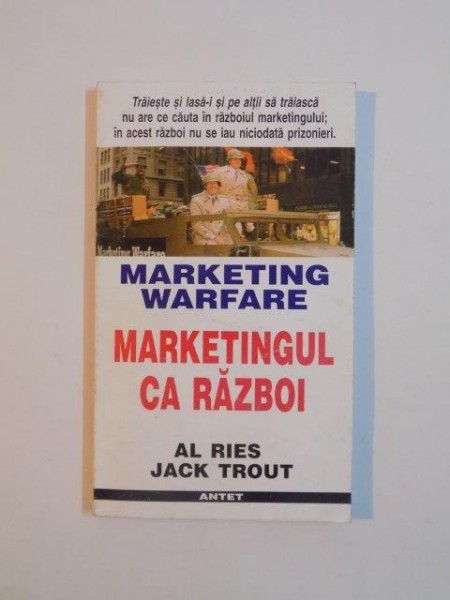 Trăiește și lasă-i și pe alții să trăiască
nu are ce căuta în războiul marketingului;
în acest război nu se iau niciodată prizonieri.
Marketing Warfare
MARKETING
WARFARE
MARKETINGUL
CA RĂZBOI
AL RIES
JACK TROUT
ANTET